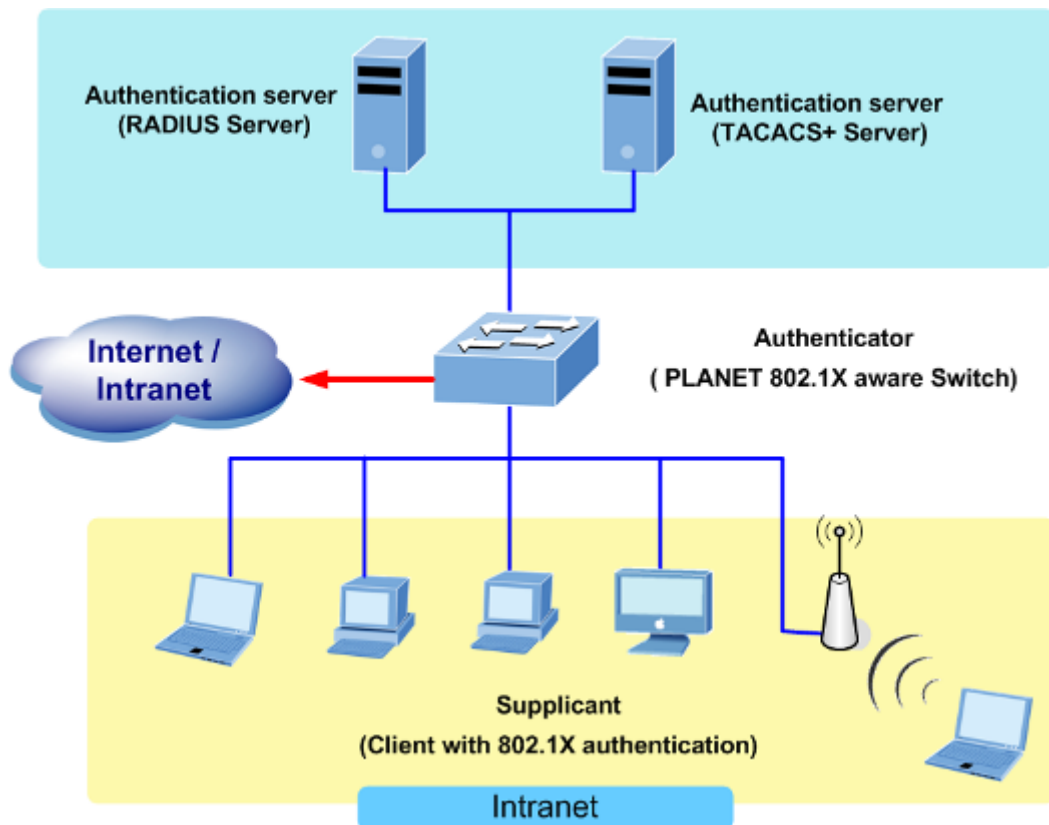 Authentication server
(RADIUS Server)
Authentication server
(TACACS+ Server)
Internet /
Intranet
Authenticator
( PLANET 802.1X aware Switch)
Supplicant
(Client with 802.1X authentication)
Intranet